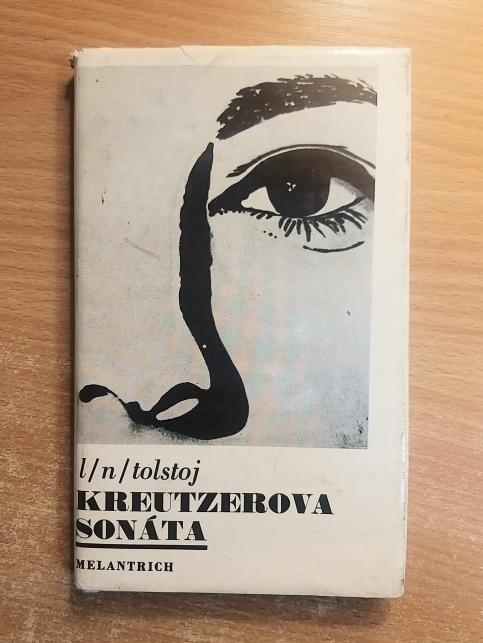 l/n/tolstoj
KREUTZEROVA
SONÁTA
MELANTRICH